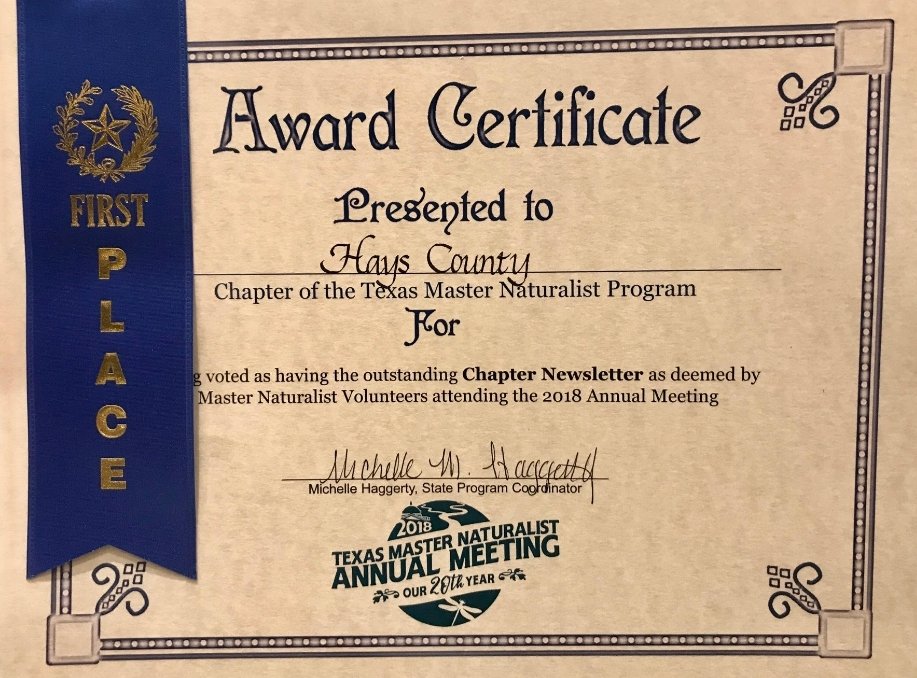 FIRST
PLACE
Award Certificate
Presented to
Hays County
Chapter of the Texas Master Naturalist Program
For
g voted as having the outstanding Chapter Newsletter as deemed by
Master Naturalist Volunteers attending the 2018 Annual Meeting
Michelle M. Haggerty
Michelle Haggerty, State Program Coordinator
2018
TEXAS MASTER NATURALIST
ANNUAL MEETING
OUR 20th YEAR